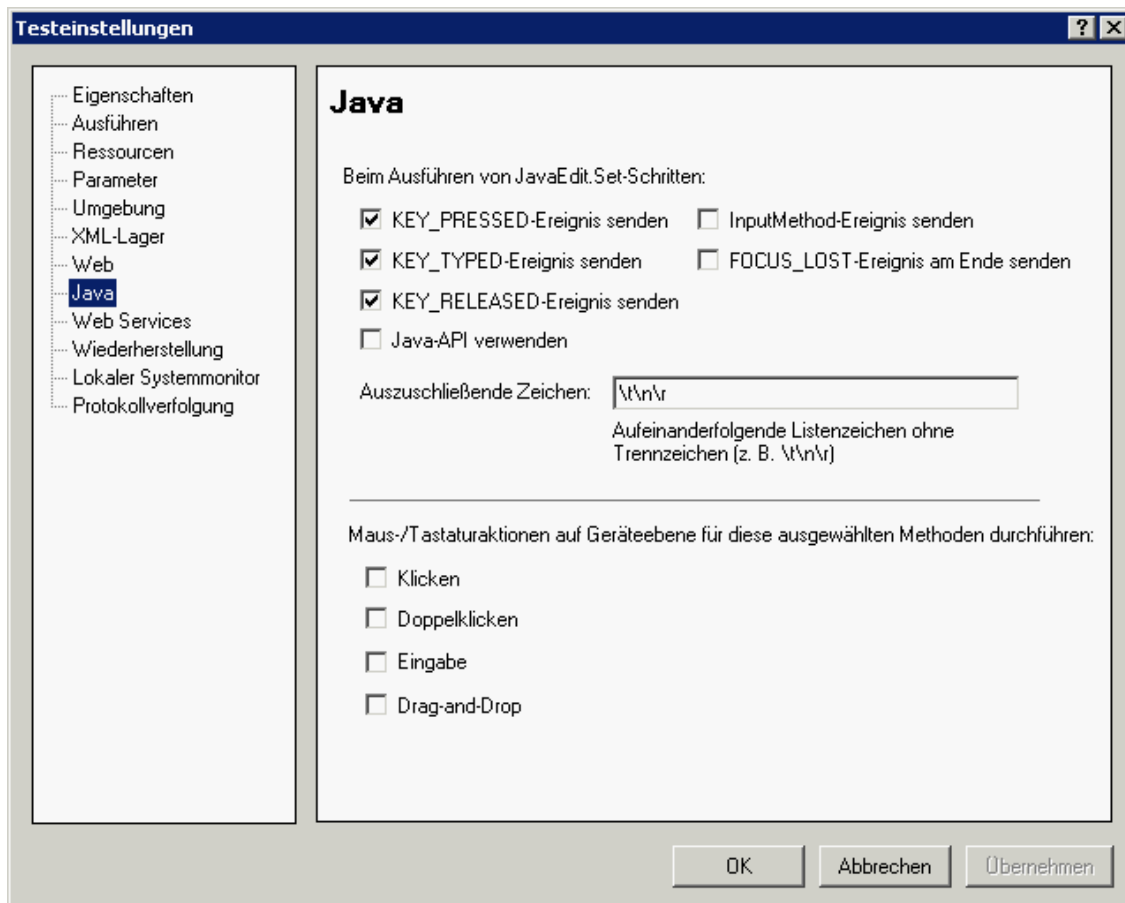 Testeinstellungen
Eigenschaften
Ausführen
Ressourcen
Parameter
Umgebung
XML-Lager
Web
Java
Web Services
Wiederherstellung
Lokaler Systemmonitor
Protokollverfolgung
Java
Beim Ausführen von JavaEdit.Set-Schritten:
KEY_PRESSED-Ereignis senden InputMethod-Ereignis senden
KEY_TYPED-Ereignis senden FOCUS_LOST-Ereignis am Ende senden
KEY_RELEASED-Ereignis senden
Java-API verwenden
Auszuschließende Zeichen: \t\n\r
Aufeinanderfolgende Listenzeichen ohne
Trennzeichen (z. B. \t\n\r)
Maus-/Tastaturaktionen auf Geräteebene für diese ausgewählten Methoden durchführen:
Klicken
Doppelklicken
Eingabe
Drag-and-Drop
OK Abbrechen Übernehmen